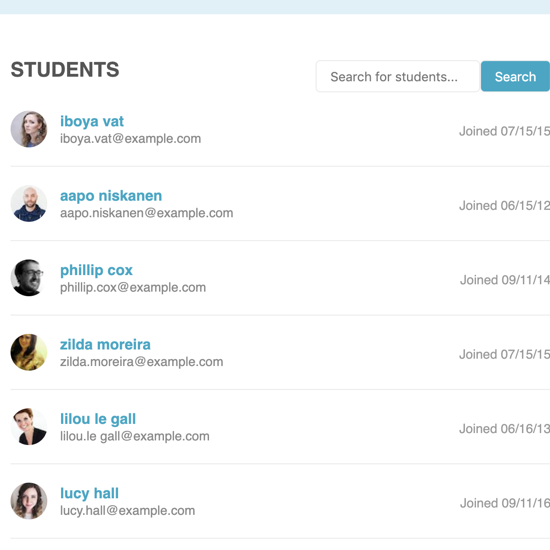 STUDENTS
Search for students...
Search
iboya vat
iboya.vat@example.com
Joined 07/15/15
aapo niskanen
aapo.niskanen@example.com
Joined 06/15/12
phillip cox
phillip.cox@example.com
Joined 09/11/14
zilda moreira
zilda.moreira@example.com
Joined 07/15/15
lilou le gall
lilou.le gall@example.com
Joined 06/16/13
lucy hall
lucy.hall@example.com
Joined 09/11/16